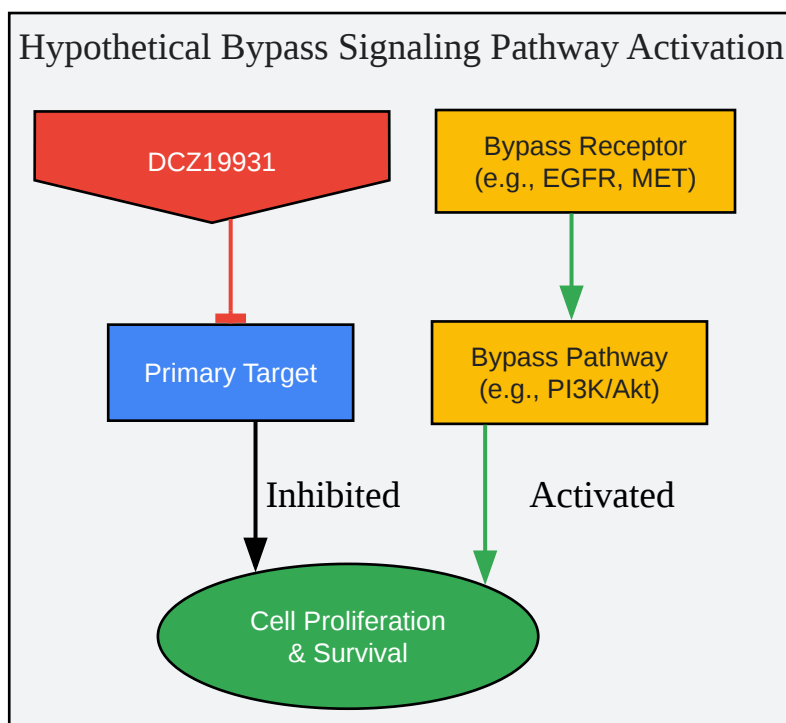 Hypothetical Bypass Signaling Pathway Activation
DCZ19931
Bypass Receptor
(e.g., EGFR, MET)
Primary Target
Bypass Pathway
(e.g., PI3K/Akt)
Inhibited
Activated
Cell Proliferation
& Survival